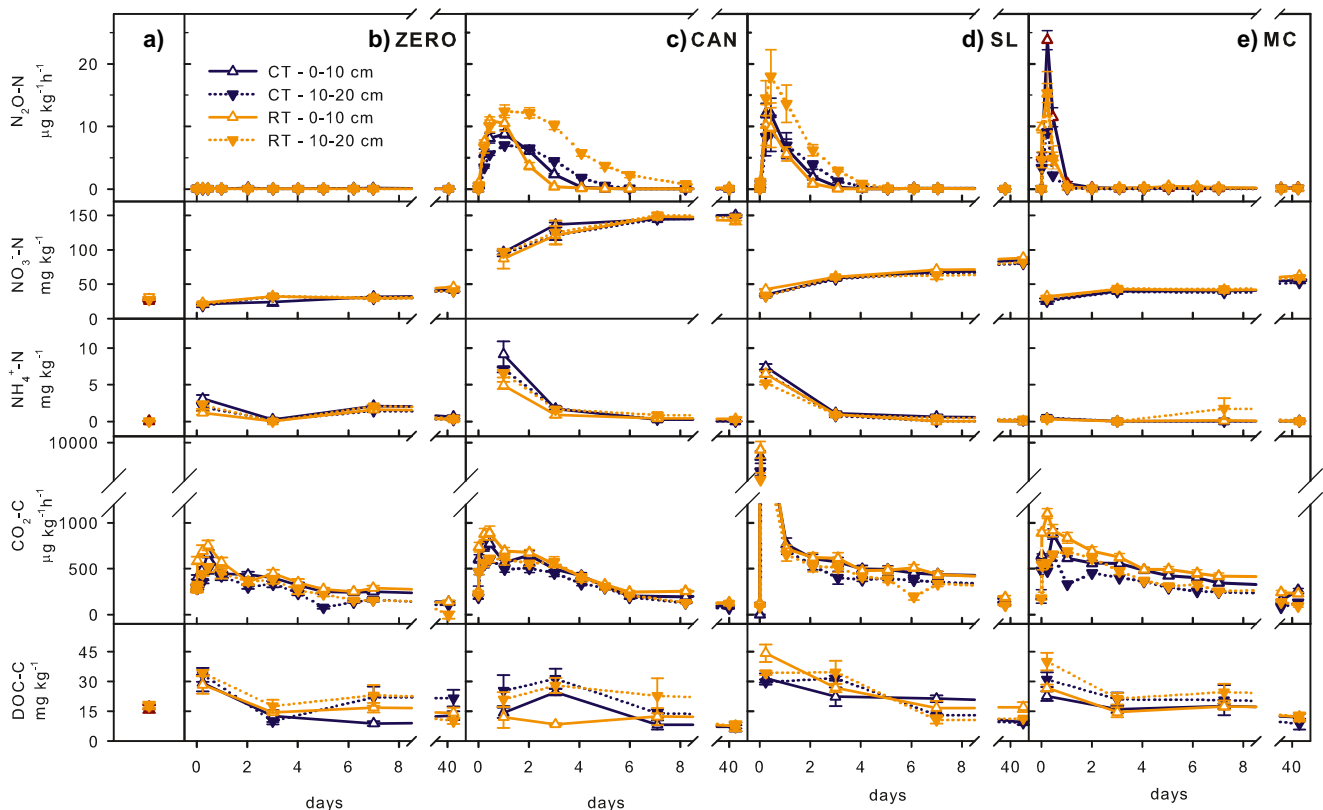 a) b) ZERO c) CAN d) SL e) MC
CT - 0-10 cm
CT - 10-20 cm
RT - 0-10 cm
RT - 10-20 cm
N₂O-N
µg kg⁻¹h⁻¹
20
10
0
NO₃⁻-N
mg kg⁻¹
150
100
50
0
NH₄⁺-N
mg kg⁻¹
10
5
0
CO₂-C
µg kg⁻¹h⁻¹
10000
1000
500
0
DOC-C
mg kg⁻¹
45
30
15
0
0 2 4 6 8 40 0 2 4 6 8 40 0 2 4 6 8 40 0 2 4 6 8 40
days days days days